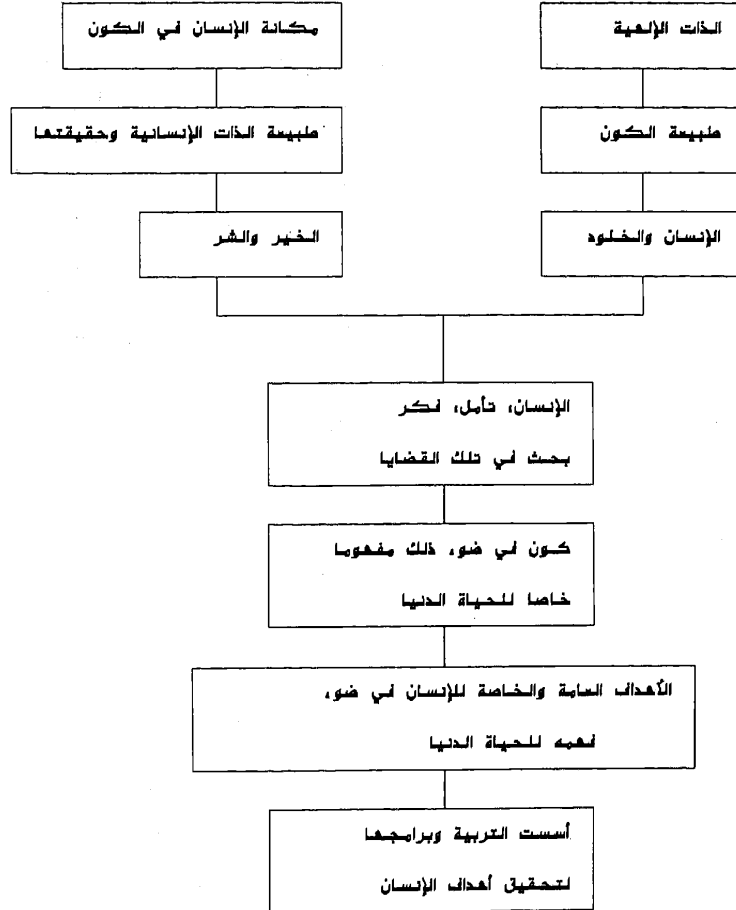 الذات الإلهية
مكانة الإنسان في الكون
طبيعة الكون
طبيعة الذات الإنسانية وحقيقتها
الإنسان والخلود
الخير والشر
الإنسان، تأمل، فكر
بحث في تلك القضايا
كون في ضوء ذلك مفهوما
خاصا للحياة الدنيا
الأهداف العامة والخاصة للإنسان في ضوء
فهمه للحياة الدنيا
أسست التربية وبرامجها
لتحقيق أهداف الإنسان